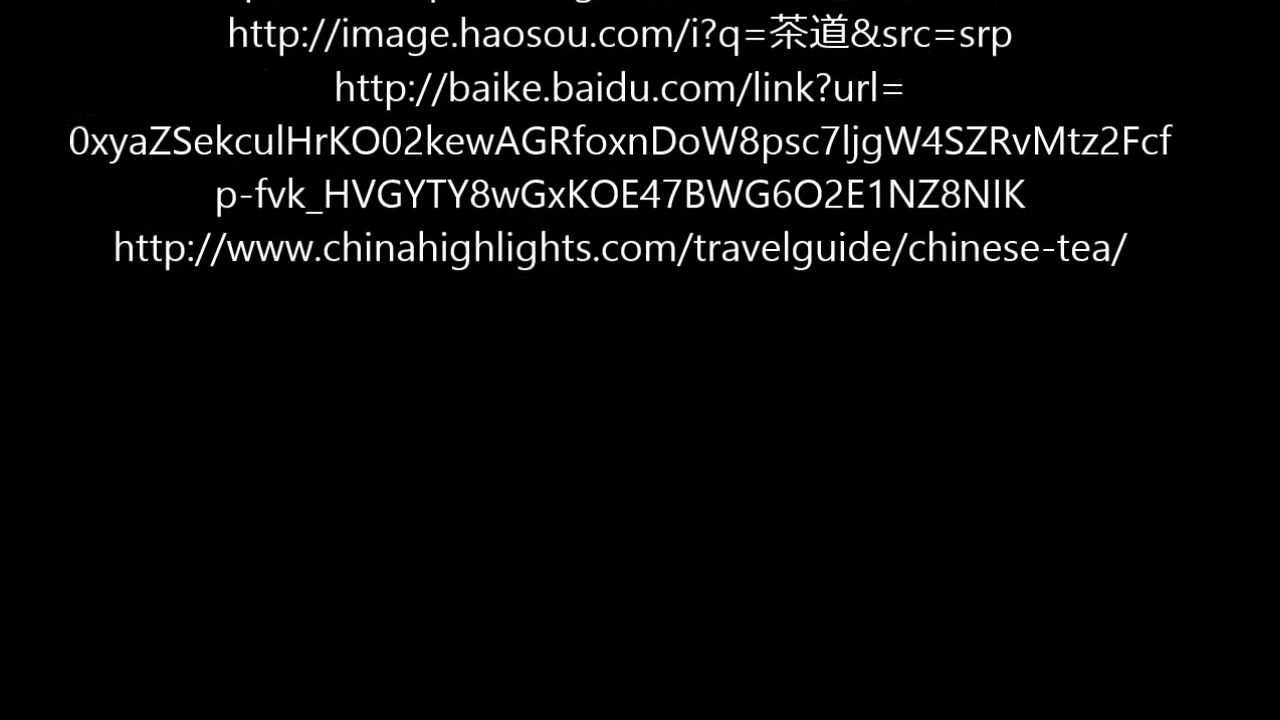 http://image.haosou.com/i?q=茶道&src=srp
http://baike.baidu.com/link?url=
0xyaZSekculHrKO02kewAGRfoxnDoW8psc7ljgW4SZRvMtz2Fcf
p-fvk_HVGYTY8wGxKOE47BWG6O2E1NZ8NIK
http://www.chinahighlights.com/travelguide/chinese-tea/